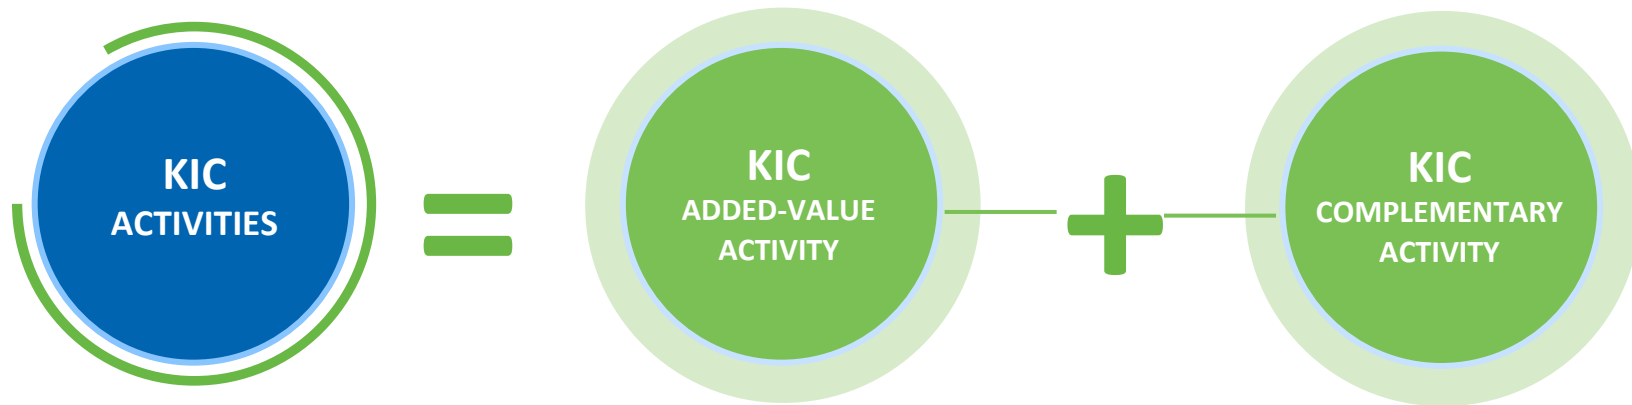 KIC
ACTIVITIES
=
KIC
ADDED-VALUE
ACTIVITY
+
KIC
COMPLEMENTARY
ACTIVITY